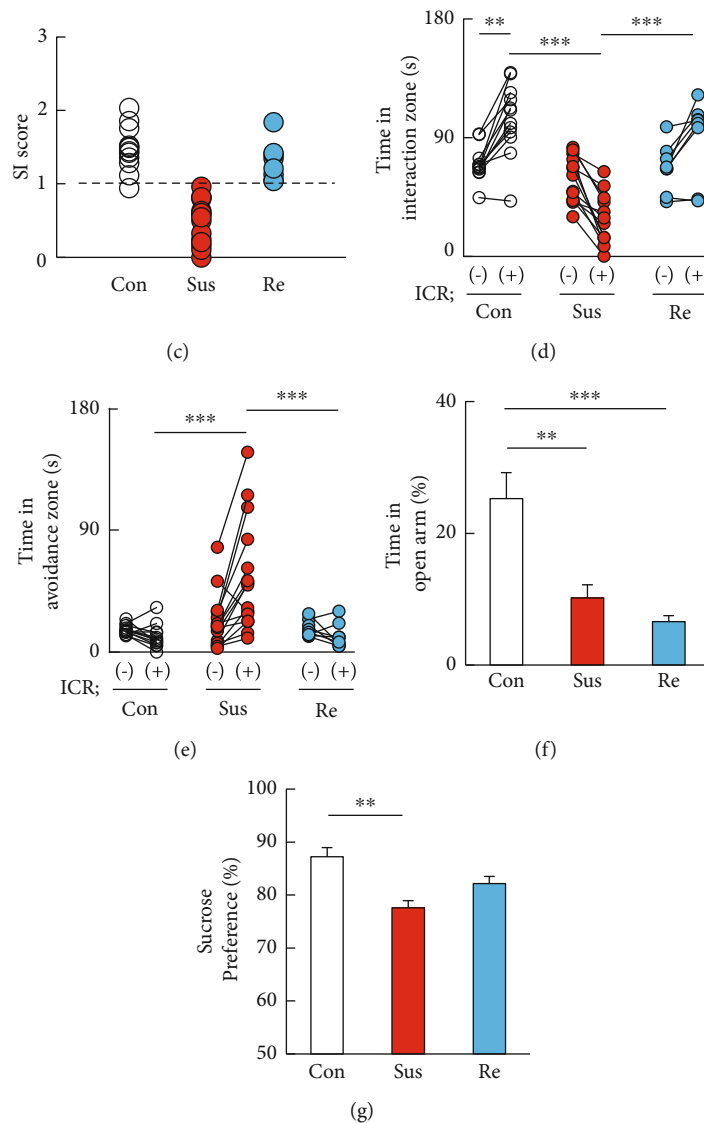 3
2
1
0
SI score
Con Sus Re
(c)
180
90
0
Time in
interaction zone (s)
** *** ***
(-) (+) (-) (+) (-) (+)
ICR;
Con Sus Re
(d)
180
90
0
Time in
avoidance zone (s)
*** ***
(-) (+) (-) (+) (-) (+)
ICR;
Con Sus Re
(e)
40
20
0
Time in
open arm (%)
***
**
Con Sus Re
(f)
100
90
80
70
60
50
Sucrose
Preference (%)
**
Con Sus Re
(g)